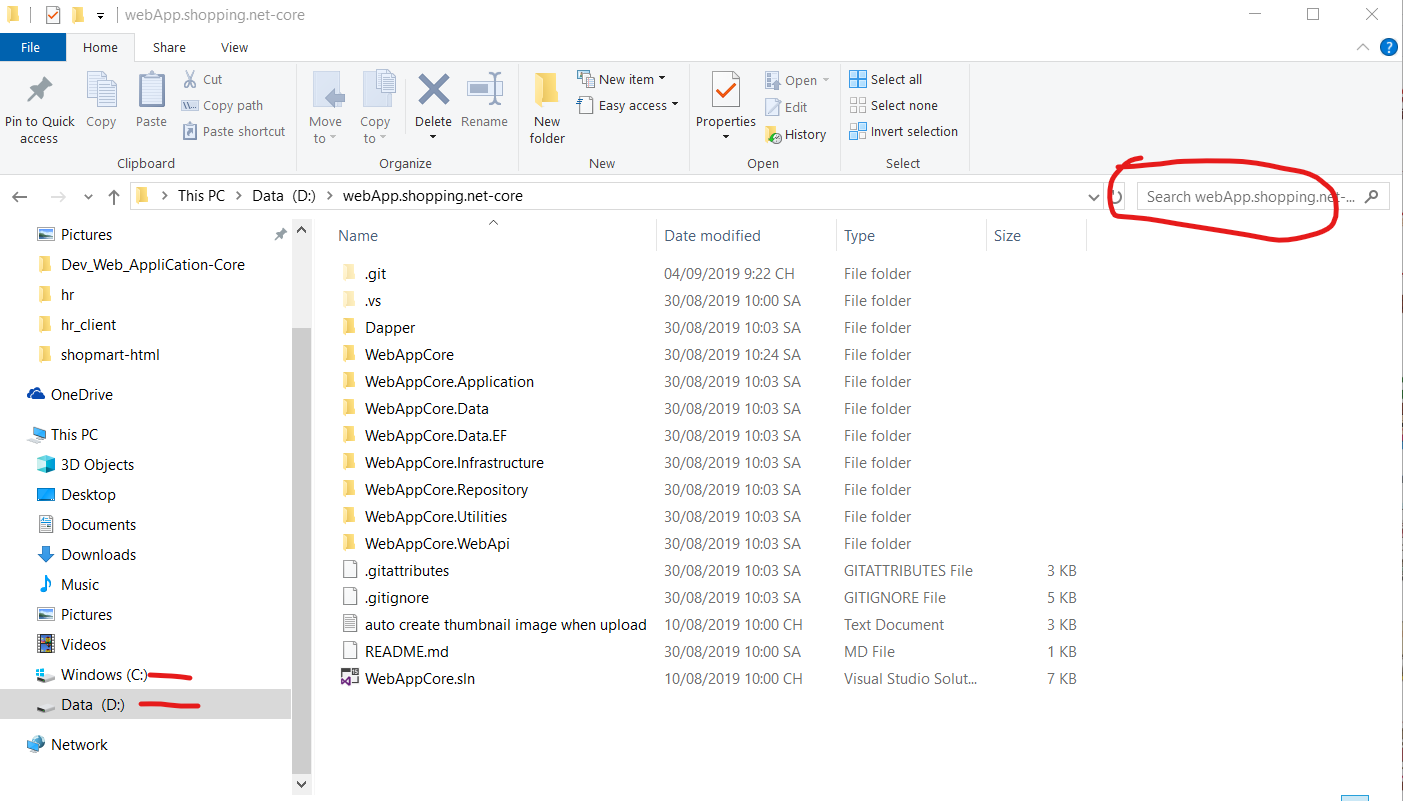 webApp.shopping.net-core
File Home Share View
Pin to Quick access
Copy
Paste
Cut
Copy path
Paste shortcut
Clipboard
Move to
Copy to
Delete
Rename
Organize
New folder
New item
Easy access
New
Properties
Open
Edit
History
Open
Select all
Select none
Invert selection
Select
This PC > Data (D:) > webApp.shopping.net-core
Search webApp.shopping.net-...
Pictures
Dev_Web_AppliCation-Core
hr
hr_client
shopmart-html
OneDrive
This PC
3D Objects
Desktop
Documents
Downloads
Music
Pictures
Videos
Windows (C:)
Data (D:)
Network
Name Date modified Type Size
.git 04/09/2019 9:22 CH File folder
.vs 30/08/2019 10:00 SA File folder
Dapper 30/08/2019 10:03 SA File folder
WebAppCore 30/08/2019 10:24 SA File folder
WebAppCore.Application 30/08/2019 10:03 SA File folder
WebAppCore.Data 30/08/2019 10:03 SA File folder
WebAppCore.Data.EF 30/08/2019 10:03 SA File folder
WebAppCore.Infrastructure 30/08/2019 10:03 SA File folder
WebAppCore.Repository 30/08/2019 10:03 SA File folder
WebAppCore.Utilities 30/08/2019 10:03 SA File folder
WebAppCore.WebApi 30/08/2019 10:03 SA File folder
.gitattributes 30/08/2019 10:03 SA GITATTRIBUTES File 3 KB
.gitignore 30/08/2019 10:03 SA GITIGNORE File 5 KB
auto create thumbnail image when upload 10/08/2019 10:00 CH Text Document 3 KB
README.md 30/08/2019 10:00 SA MD File 1 KB
WebAppCore.sln 10/08/2019 10:00 CH Visual Studio Solut... 7 KB